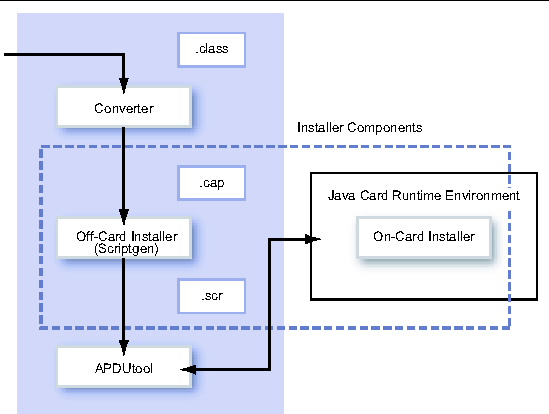 .class
Converter
Installer Components
.cap
Java Card Runtime Environment
Off-Card Installer
(Scriptgen)
On-Card Installer
.scr
APDUtool